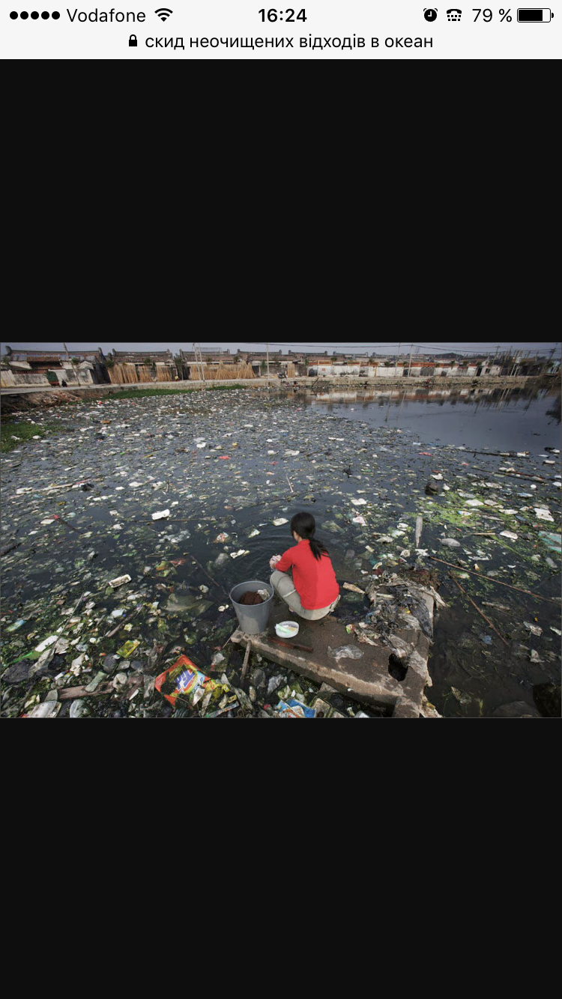 Vodafone 16:24 79 %
скид неочищених відходів в океан